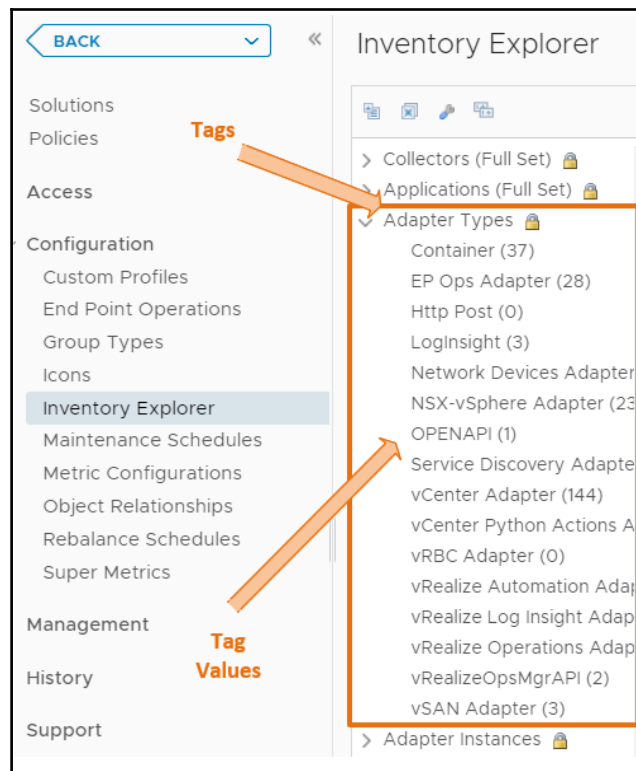 BACK
Solutions
Policies
Access
Configuration
Custom Profiles
End Point Operations
Group Types
Icons
Inventory Explorer
Maintenance Schedules
Metric Configurations
Object Relationships
Rebalance Schedules
Super Metrics
Management
History
Support
Tags
Tag
Values
Inventory Explorer
Collectors (Full Set)
Applications (Full Set)
Adapter Types
Container (37)
EP Ops Adapter (28)
Http Post (0)
LogInsight (3)
Network Devices Adapter
NSX-vSphere Adapter (23
OPENAPI (1)
Service Discovery Adapte
vCenter Adapter (144)
vCenter Python Actions A
vRBC Adapter (0)
vRealize Automation Adap
vRealize Log Insight Adap
vRealize Operations Adap
vRealizeOpsMgrAPI (2)
vSAN Adapter (3)
Adapter Instances